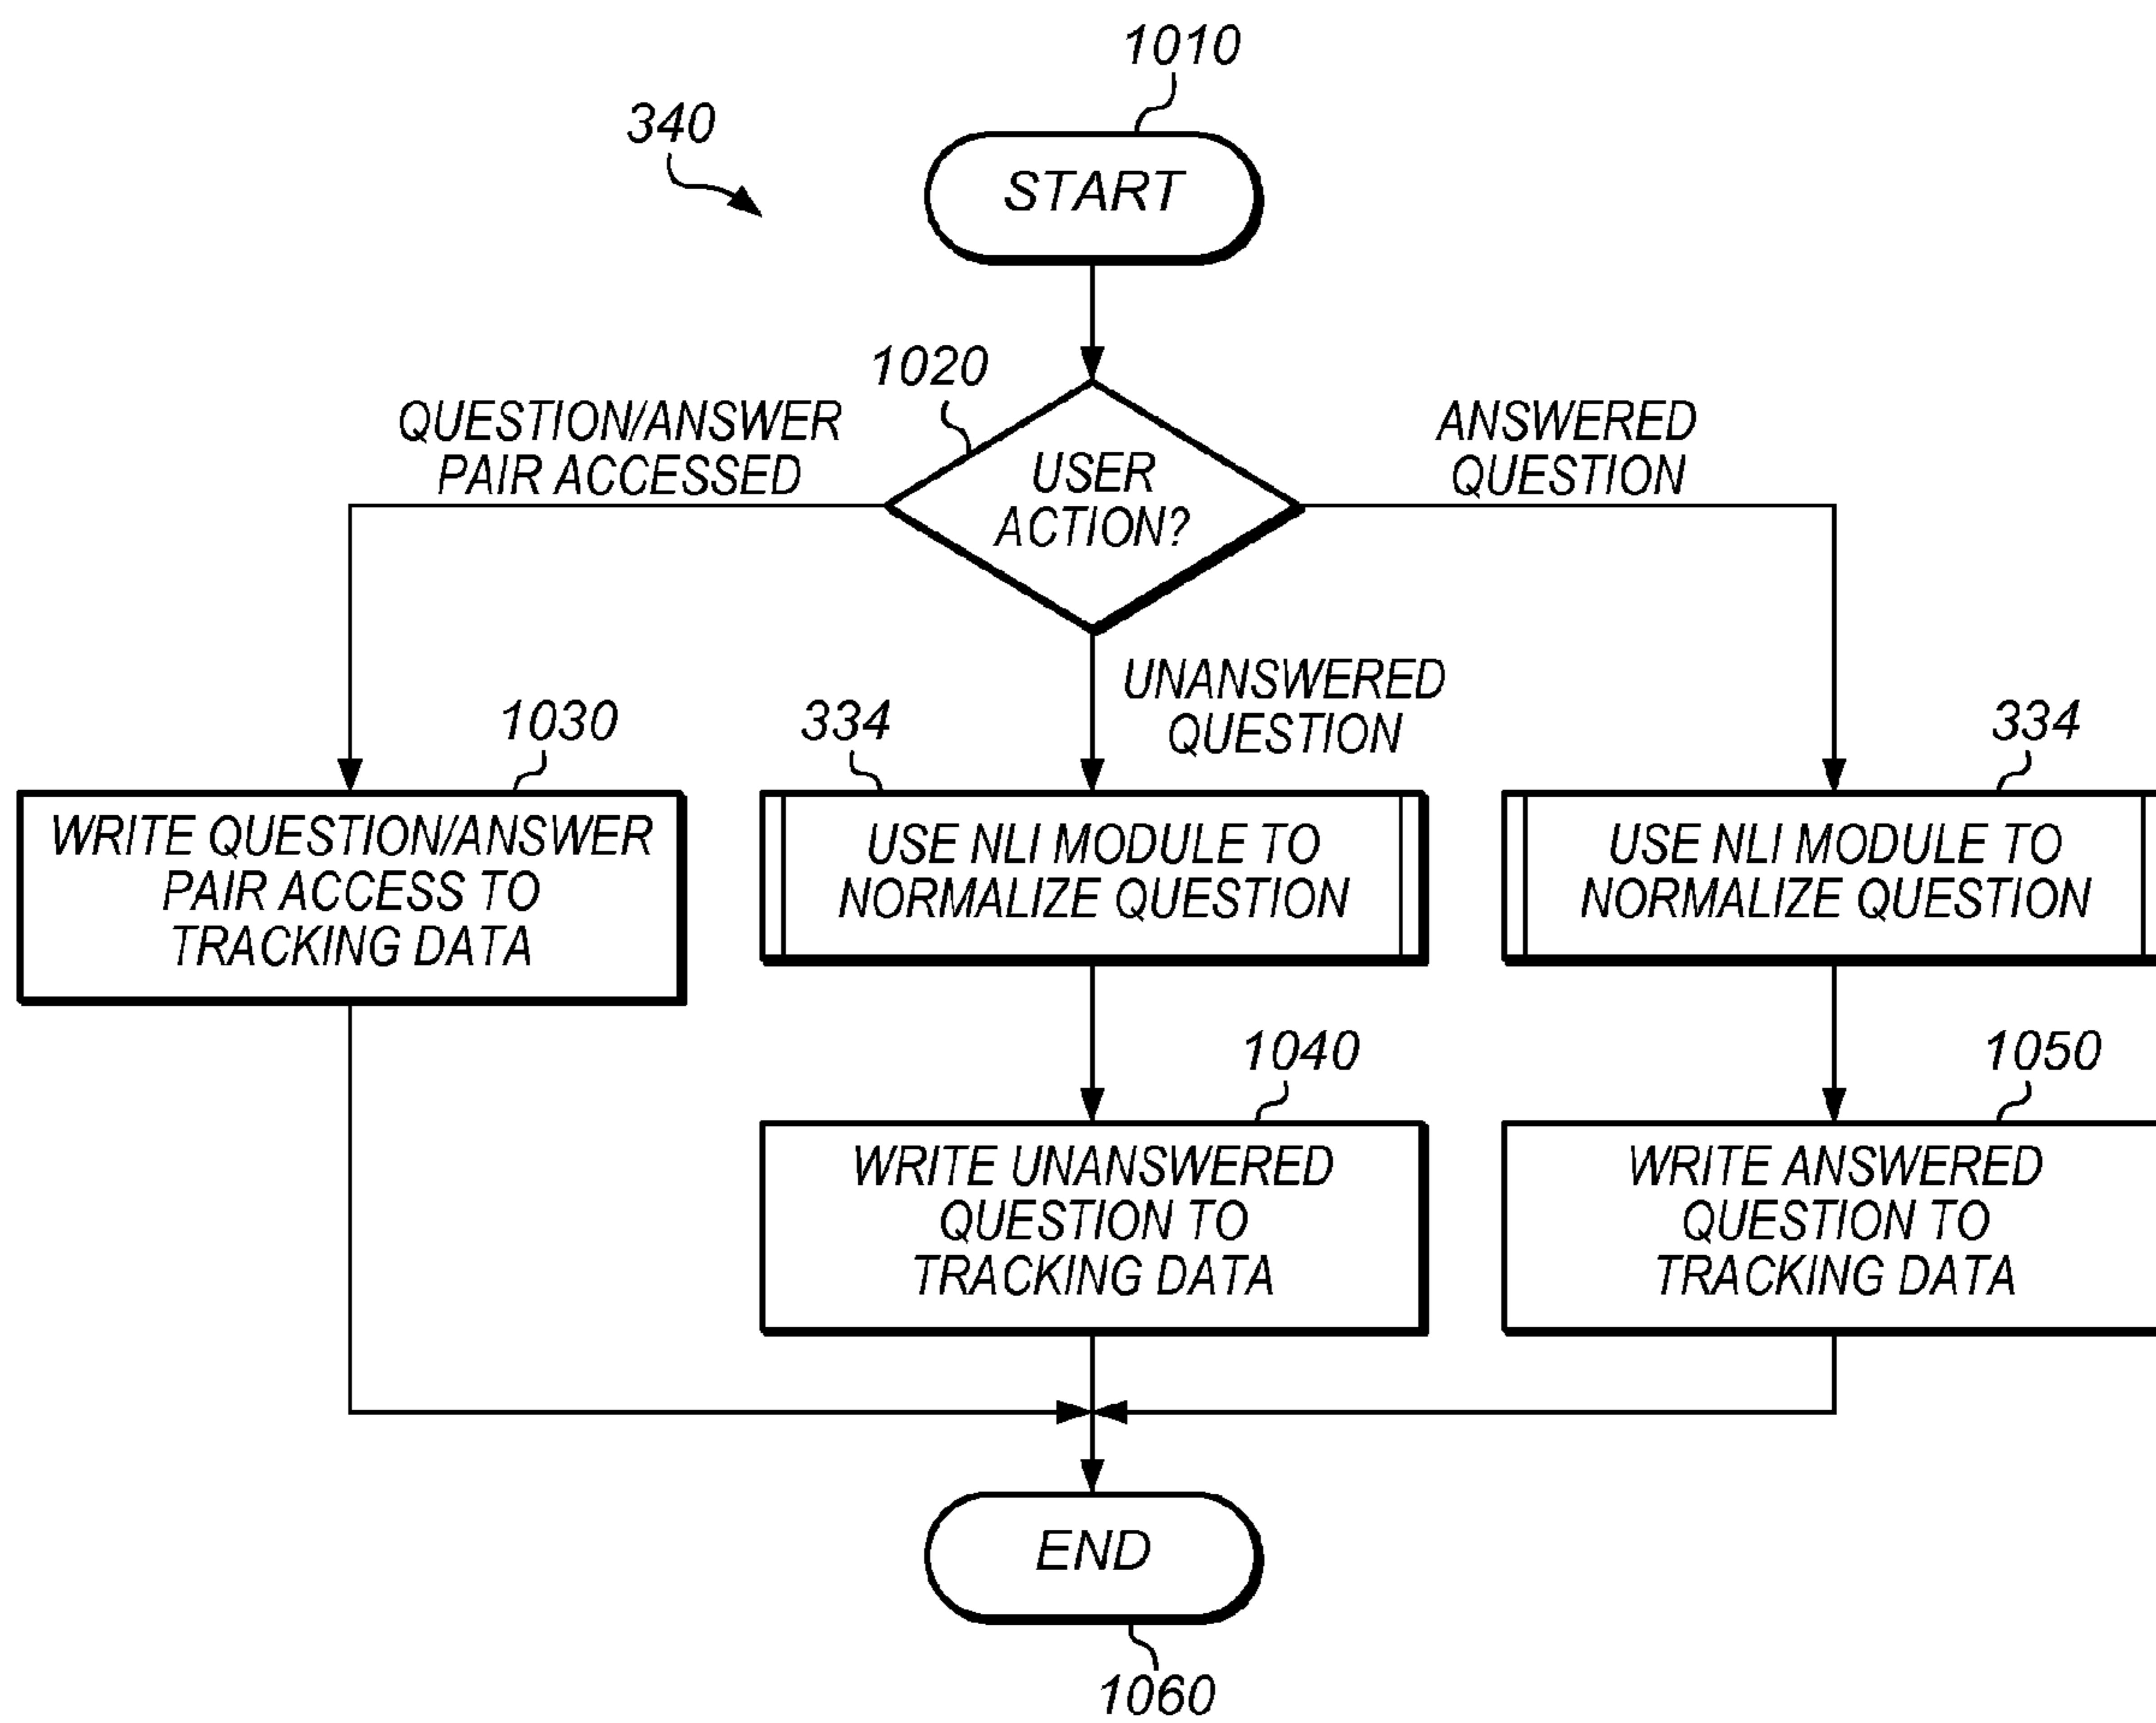 1010
340
START
1020
QUESTION/ANSWER
PAIR ACCESSED
USER
ACTION?
ANSWERED
QUESTION
UNANSWERED
QUESTION
1030
334
334
WRITE QUESTION/ANSWER
PAIR ACCESS TO
TRACKING DATA
USE NLI MODULE TO
NORMALIZE QUESTION
USE NLI MODULE TO
NORMALIZE QUESTION
1040
1050
WRITE UNANSWERED
QUESTION TO
TRACKING DATA
WRITE ANSWERED
QUESTION TO
TRACKING DATA
END
1060